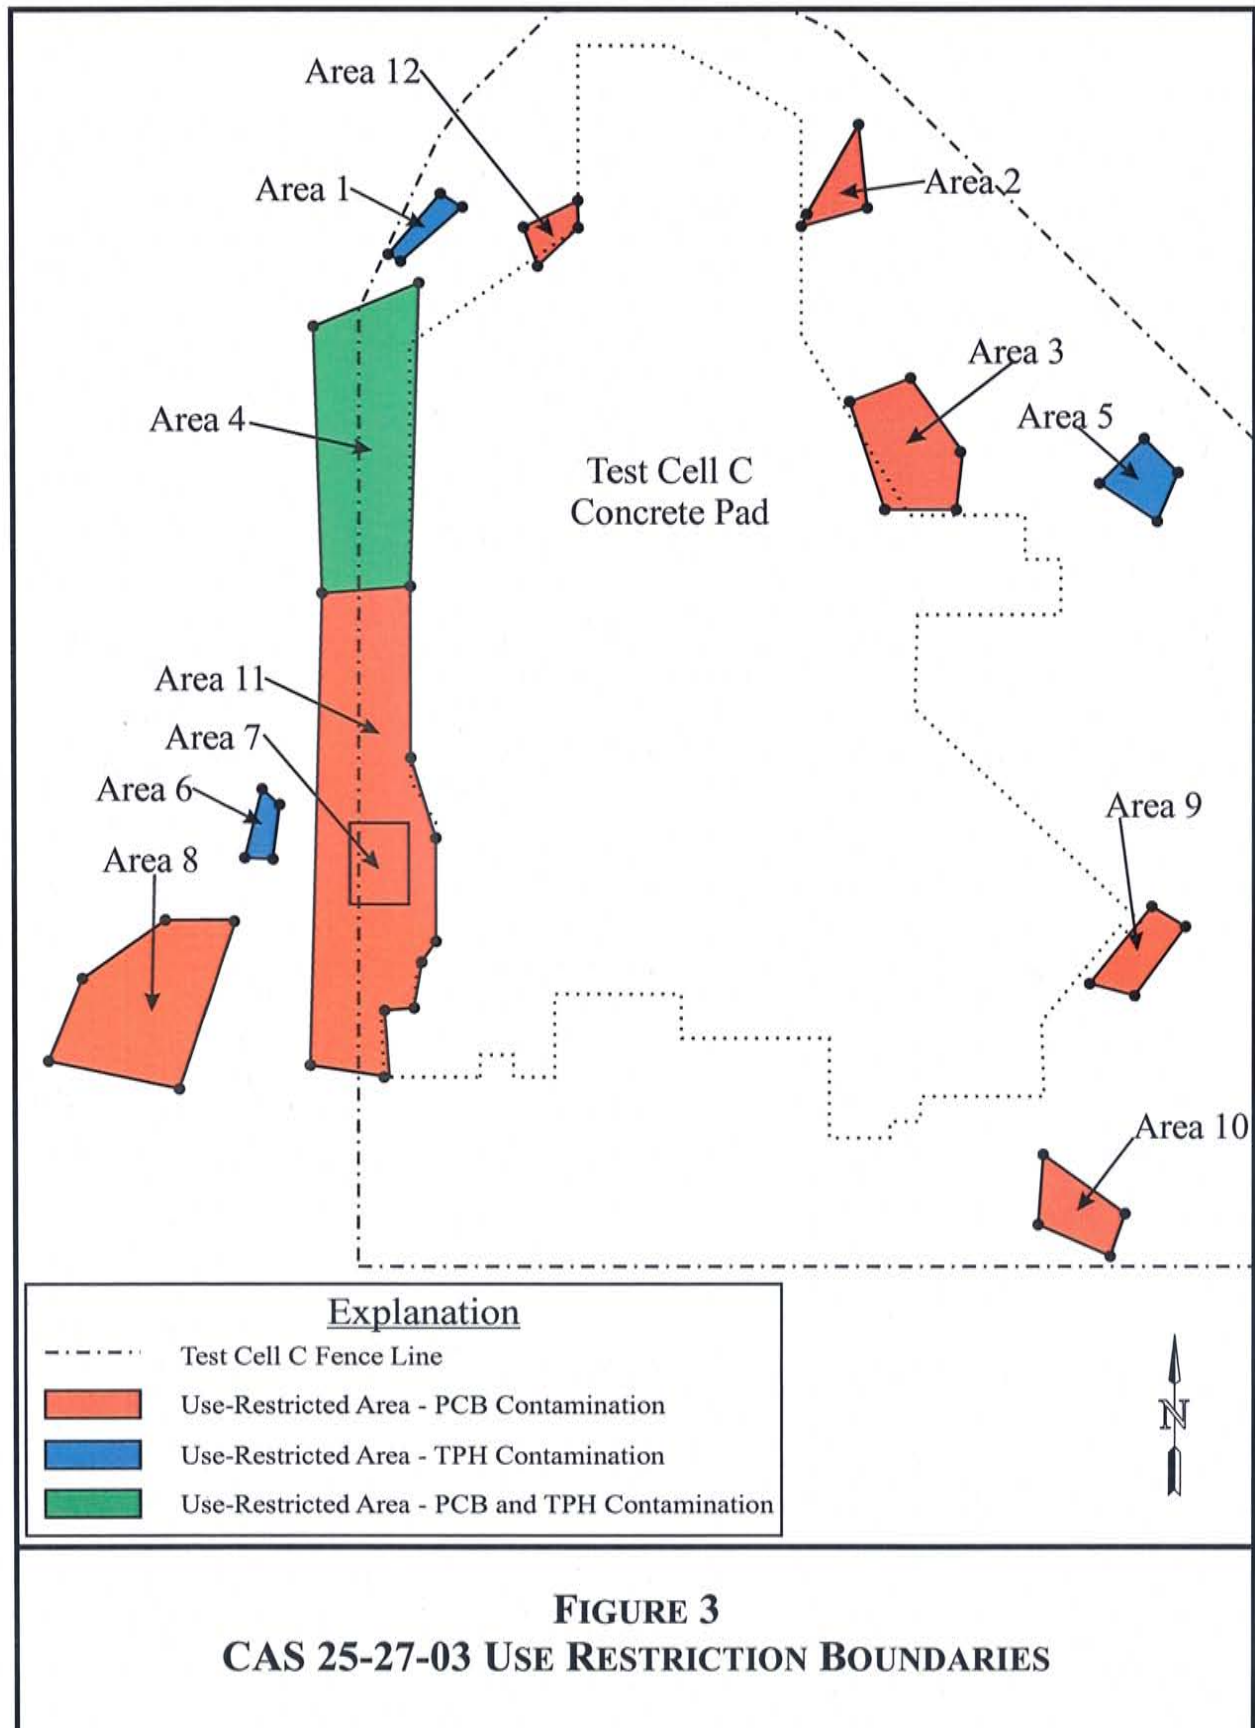 Area 12
Area 1
Area 2
Area 3
Area 4
Area 5
Test Cell C
Concrete Pad
Area 11
Area 7
Area 6
Area 9
Area 8
Area 10
Explanation
Test Cell C Fence Line
Use-Restricted Area - PCB Contamination
Use-Restricted Area - TPH Contamination
Use-Restricted Area - PCB and TPH Contamination
N
FIGURE 3
CAS 25-27-03 USE RESTRICTION BOUNDARIES